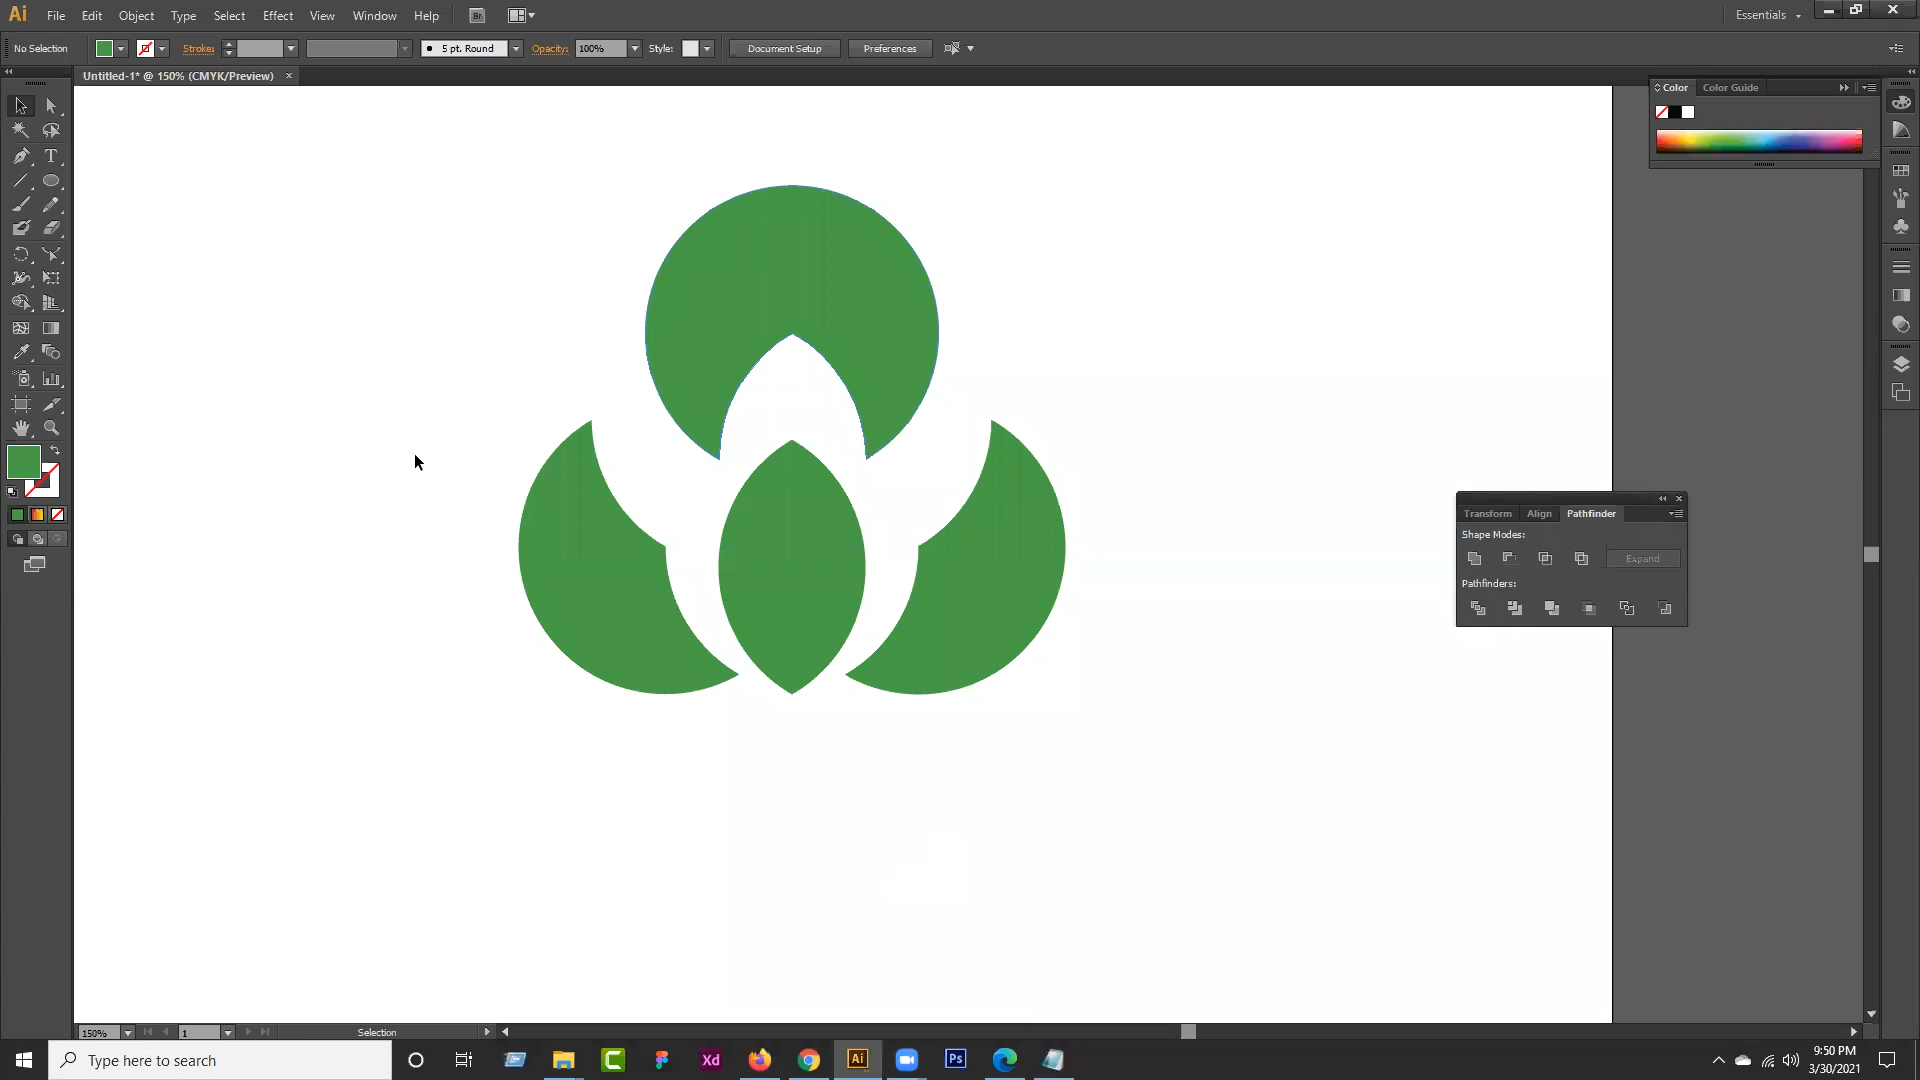 Ai File Edit Object Type Select Effect View Window Help Br Essentials
No Selection Stroke: 5 pt. Round Opacity: 100% Style: Document Setup Preferences
Untitled-1* @ 150% (CMYK/Preview)
Color Color Guide
T
Transform Align Pathfinder
Shape Modes:
Expand
Pathfinders:
150% 1 Selection
Type here to search Xd Ai Ps 9:50 PM
3/30/2021